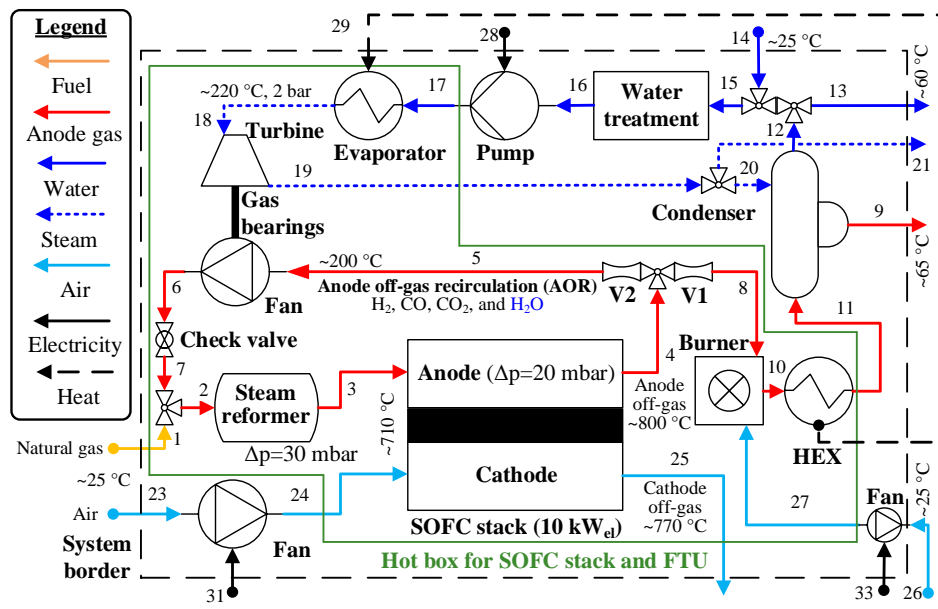 Legend
Fuel
Anode gas
Water
Steam
Air
Electricity
Heat
29
28
14
~25 °C
~220 °C, 2 bar
17
16
15
13
~60 °C
18
Turbine
Evaporator
Pump
Water
treatment
12
21
19
20
Gas
bearings
Condenser
9
~65 °C
~200 °C
5
6
Fan
Anode off-gas recirculation (AOR)
H2, CO, CO2, and H2O
V2
V1
8
11
Check valve
7
Burner
4
10
2
Steam
reformer
3
Anode (Δp=20 mbar)
Anode
off-gas
~800 °C
1
Natural gas
Δp=30 mbar
~710 °C
HEX
~25 °C
23
24
Cathode
25
Cathode
off-gas
~770 °C
27
Fan
~25 °C
Air
System
border
Fan
SOFC stack (10 kWel)
Hot box for SOFC stack and FTU
31
33
26